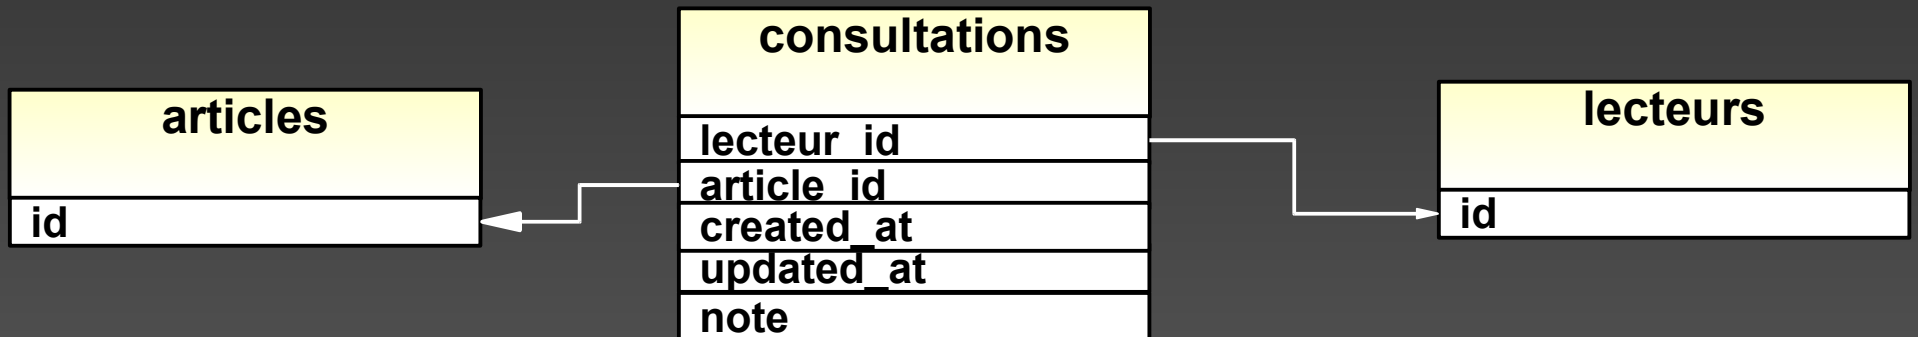 articles
id
consultations
lecteur_id
article_id
created_at
updated_at
note
lecteurs
id